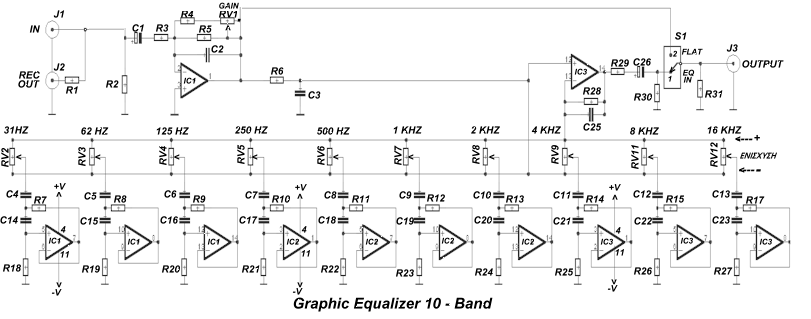 GAIN
J1 C1 R4 RV1 S1
IN R3 R5 J3
C2 2 FLAT OUTPUT
J2 R29 C26
REC OUT R1 R2 IC1 R6 IC3 1 EQ IN
C3 R28 R30 R31
C25
31HZ 62 HZ 125 HZ 250 HZ 500 HZ 1 KHZ 2 KHZ 4 KHZ 8 KHZ 16 KHZ +
RV2 RV3 RV4 RV5 RV6 RV7 RV8 RV9 RV11 RV12 ΕΝΙΣΧΥΣΗ
-
C4 +V C5 C6 C7 +V C8 C9 C10 C11 +V C12 C13
R7 R8 R9 R10 R11 R12 R13 R14 R15 R17
C14 C15 C16 C17 C18 C19 C20 C21 C22 C23
4 4 4
IC1 IC1 IC1 IC2 IC2 IC2 IC2 IC3 IC3 IC3
11 11 11
R18 R19 R20 R21 R22 R23 R24 R25 R26 R27
-V -V -V
Graphic Equalizer 10 - Band